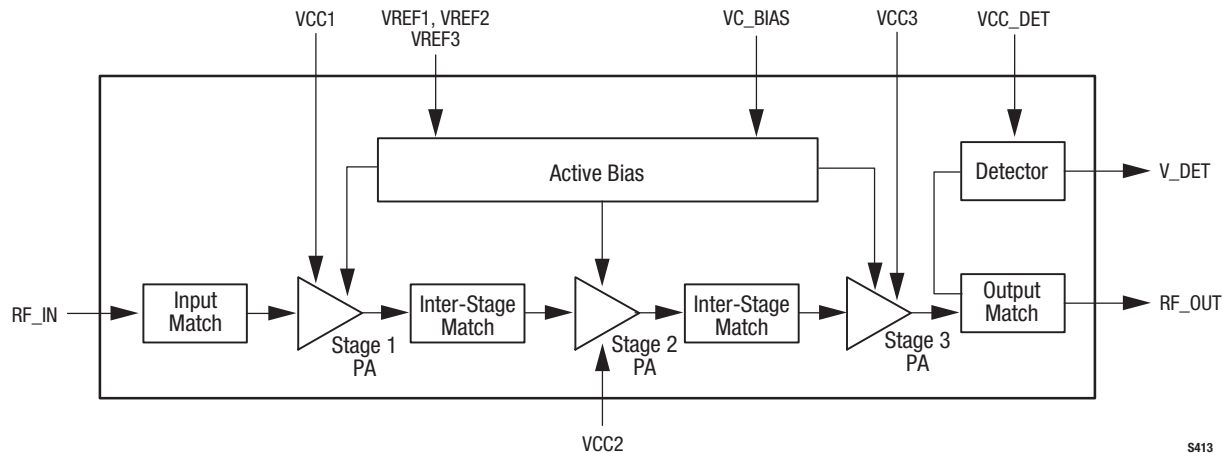 VCC1
VREF1, VREF2
VREF3
VC_BIAS
VCC3
VCC_DET
Active Bias
Detector
V_DET
RF_IN
Input
Match
Stage 1
PA
Inter-Stage
Match
Stage 2
PA
Inter-Stage
Match
Stage 3
PA
Output
Match
RF_OUT
VCC2
S413